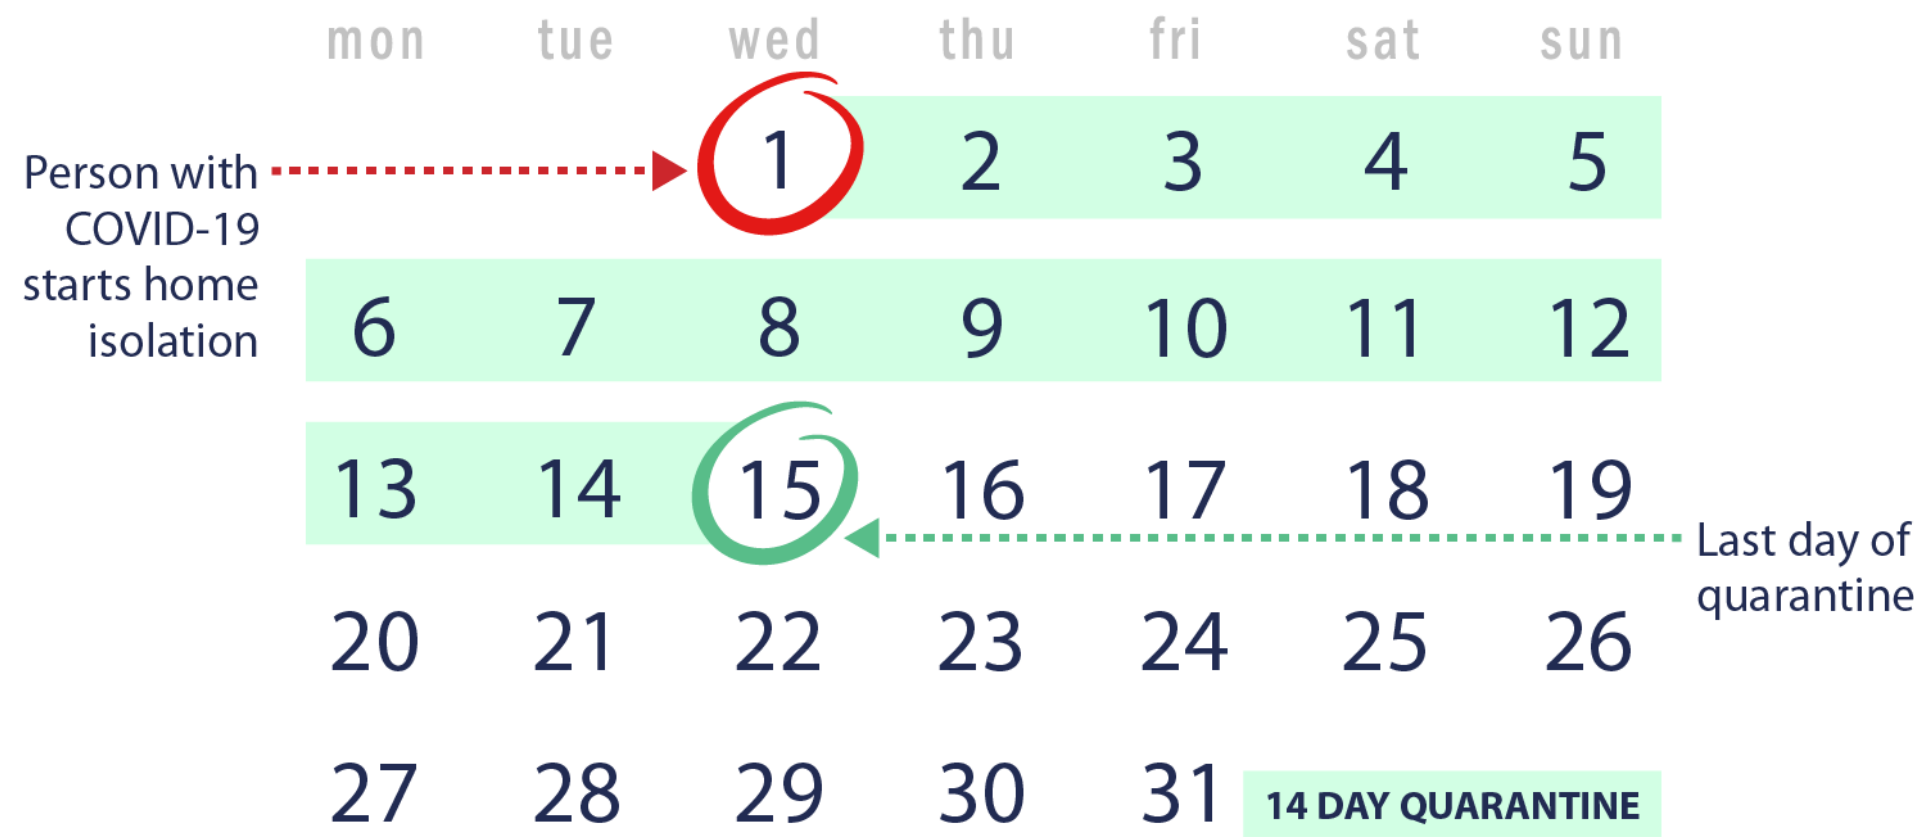 mon tue wed thu fri sat sun
1 2 3 4 5
Person with
COVID-19
starts home
isolation
6 7 8 9 10 11 12
13 14 15 16 17 18 19
Last day of
quarantine
20 21 22 23 24 25 26
27 28 29 30 31
14 DAY QUARANTINE